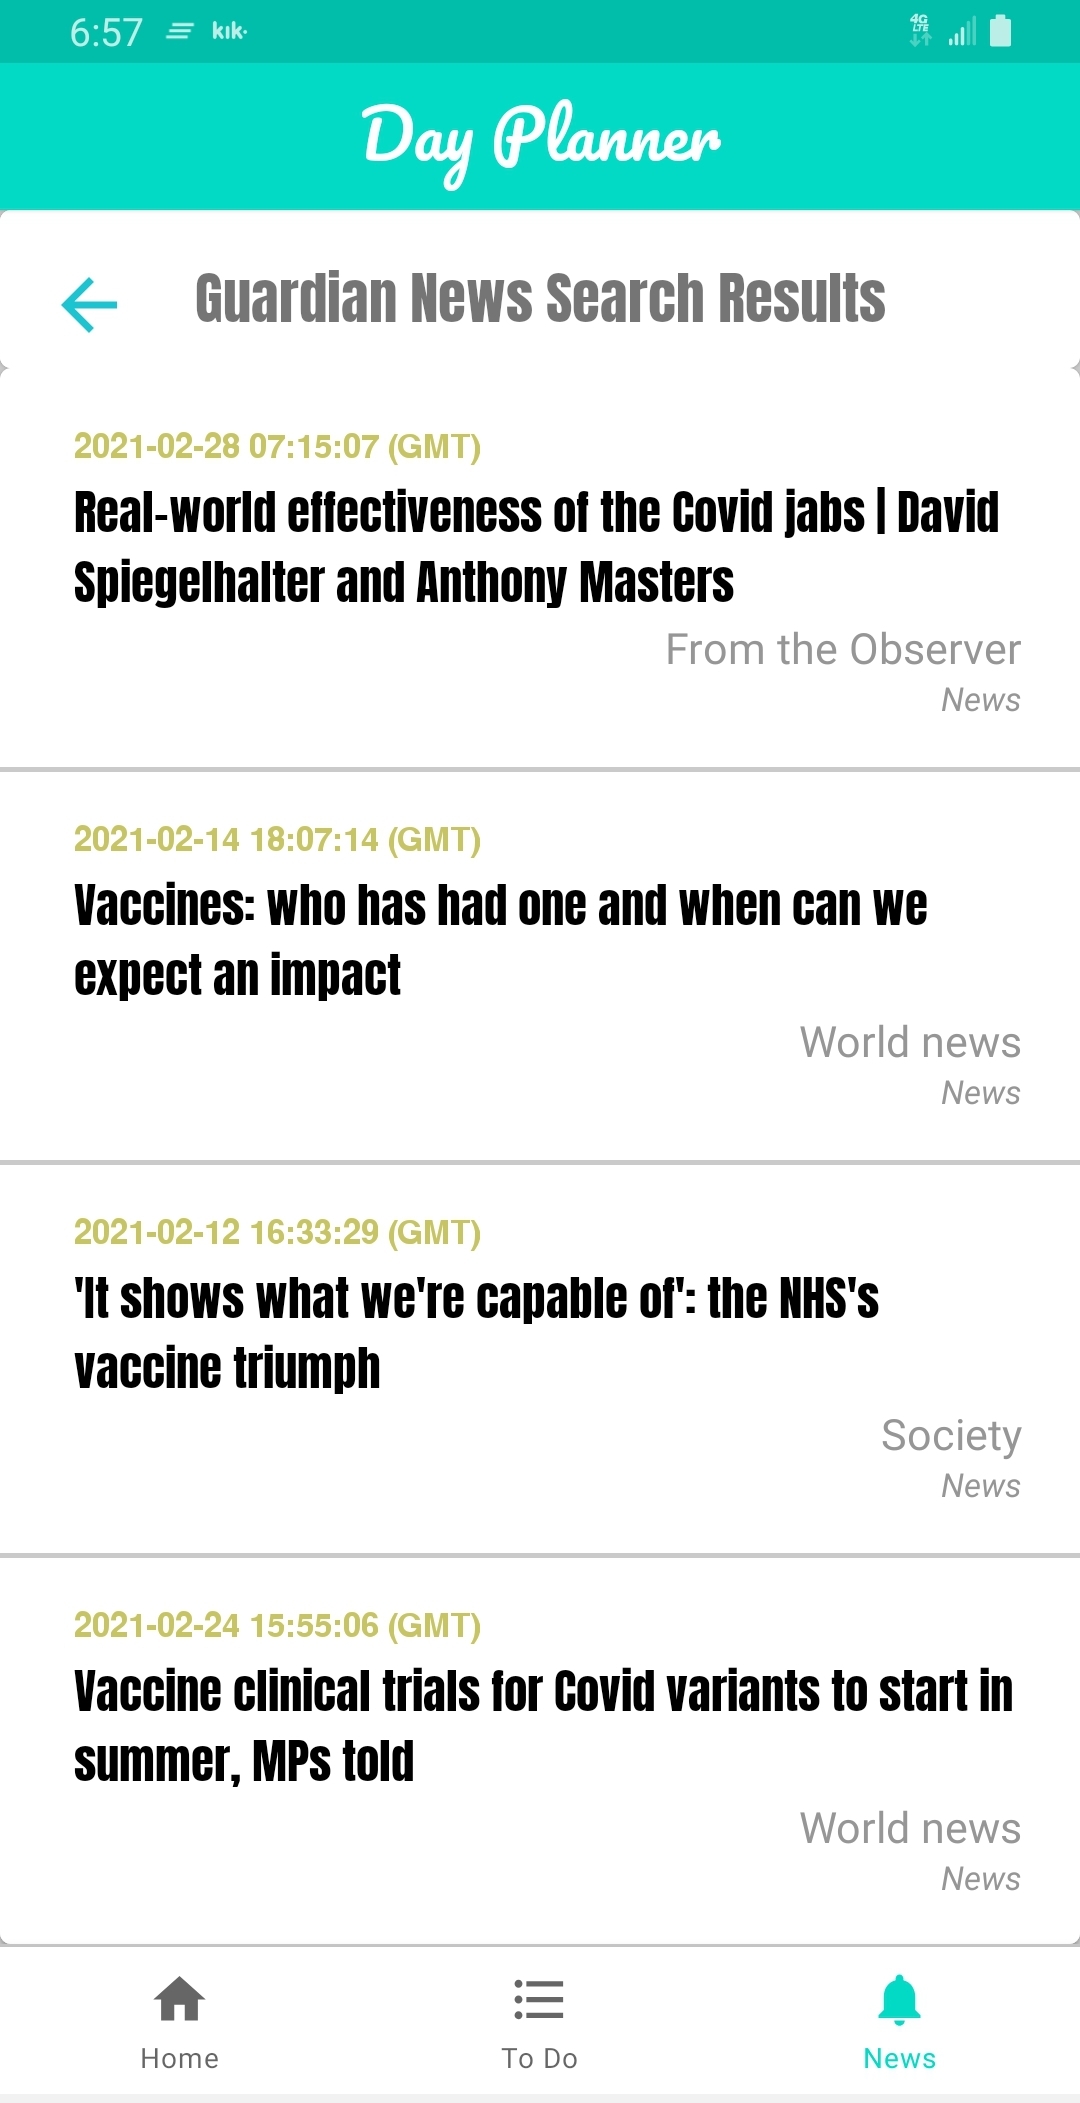 6:57 kik·
4G LTE
Day Planner
Guardian News Search Results
2021-02-28 07:15:07 (GMT)
Real-world effectiveness of the Covid jabs | David
Spiegelhalter and Anthony Masters
From the Observer
News
2021-02-14 18:07:14 (GMT)
Vaccines: who has had one and when can we
expect an impact
World news
News
2021-02-12 16:33:29 (GMT)
'It shows what we're capable of': the NHS's
vaccine triumph
Society
News
2021-02-24 15:55:06 (GMT)
Vaccine clinical trials for Covid variants to start in
summer, MPs told
World news
News
Home To Do News